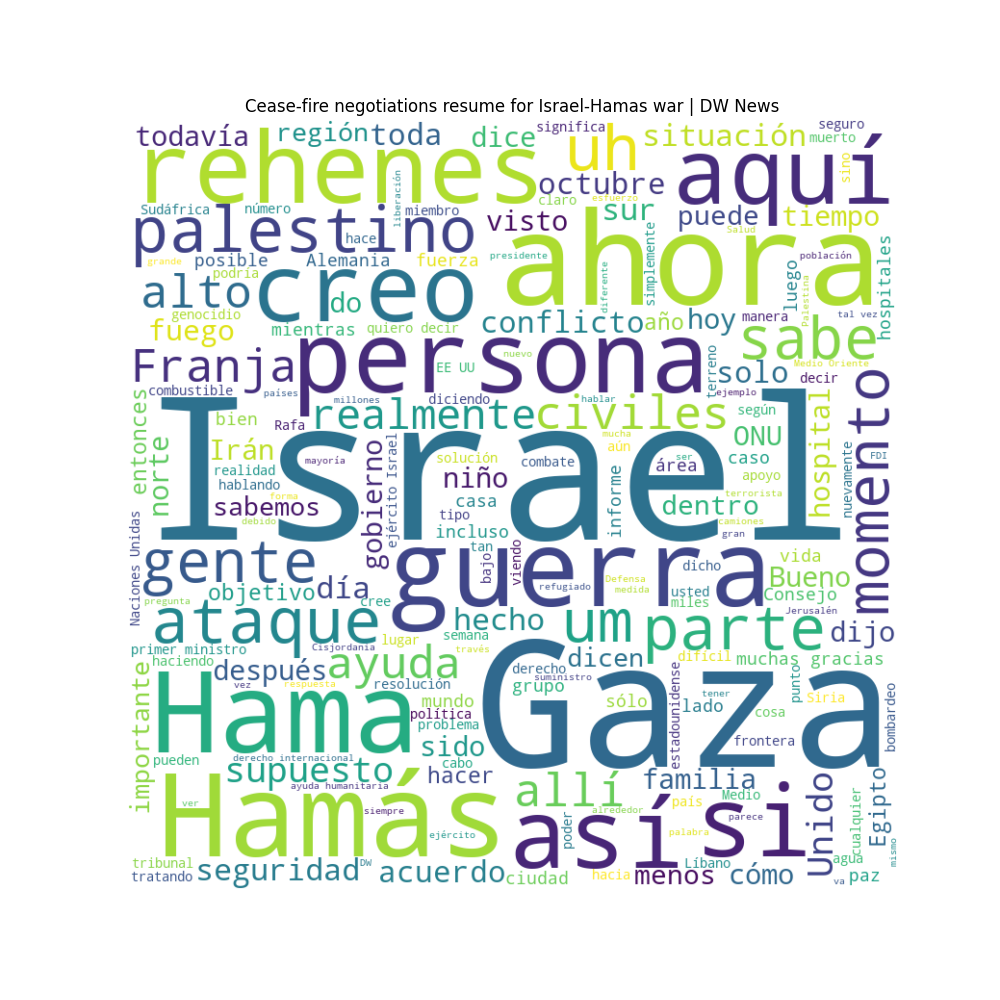 Cease-fire negotiations resume for Israel-Hamas war | DW News
todavía
región
toda
dice
significa
uh
situación
seguro
muerto
rehenes
aquí
sino
liberación
octubre
claro
esfuerzo
Sudáfrica
número
miembro
visto
sur
puede
tiempo
palestino
hace
ahora
Salud
grande
posible
Alemania
fuerza
presidente
simplemente
población
hospitales
podría
creo
diferente
luego
Palestina
alto
do
genocidio
conflicto
año
hoy
manera
tal vez
fuego
mientras
quiero decir
sabe
Franja
persona
EE UU
nuevo
terreno
solo
Medio Oriente
decir
combustible
países
millones
diciendo
hablar
ejemplo
momento
entonces
bien
Rafa
realmente
civiles
según
hospital
norte
Irán
mayoría
gobierno
ejército Israel
solución
mucha
aún
ONU
nuevamente
FDI
Israel
realidad
hablando
niño
combate
área
ser
caso
apoyo
forma
sabemos
debido
casa
tipo
informe
dentro
terrorista
camiones
Naciones Unidas
incluso
tan
gran
gente
guerra
bajo
viendo
dicho
vida
Bueno
objetivo
día
cree
refugiado
Defensa
medida
usted
miles
Consejo
Jerusalén
pregunta
ataque
lugar
semana
hecho
um
parte
dijo
primer ministro
Cisjordania
través
haciendo
después
ayuda
derecho
dicen
difícil
muchas gracias
importante
vez
respuesta
resolución
suministro
grupo
estadounidense
punto
Hama
Gaza
mundo
política
problema
sólo
lado
tener
cosa
Siria
bombardeo
pueden
derecho internacional
sido
cabo
frontera
supuesto
ayuda humanitaria
hacer
familia
ver
siempre
allí
país
Medio
Unido
Egipto
cualquier
Hamás
ejército
así
poder
alrededor
palabra
si
parece
mismo
tribunal
DW
Líbano
agua
tratando
seguridad
acuerdo
ciudad
hacia
menos
cómo
va
paz